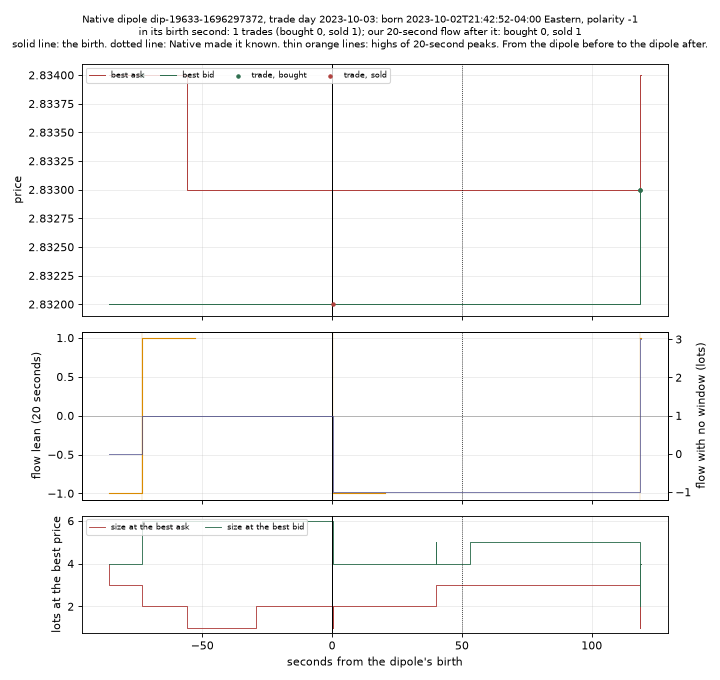 Native dipole dip-19633-1696297372, trade day 2023-10-03: born 2023-10-02T21:42:52-04:00 Eastern, polarity -1
in its birth second: 1 trades (bought 0, sold 1); our 20-second flow after it: bought 0, sold 1
solid line: the birth. dotted line: Native made it known. thin orange lines: highs of 20-second peaks. From the dipole before to the dipole after.
best ask best bid trade, bought trade, sold
2.83400
2.83375
2.83350
2.83325
2.83300
2.83275
2.83250
2.83225
2.83200
price
1.0
0.5
0.0
−0.5
−1.0
flow lean (20 seconds)
3
2
1
0
−1
flow with no window (lots)
size at the best ask size at the best bid
6
4
2
lots at the best price
−50 0 50 100
seconds from the dipole's birth